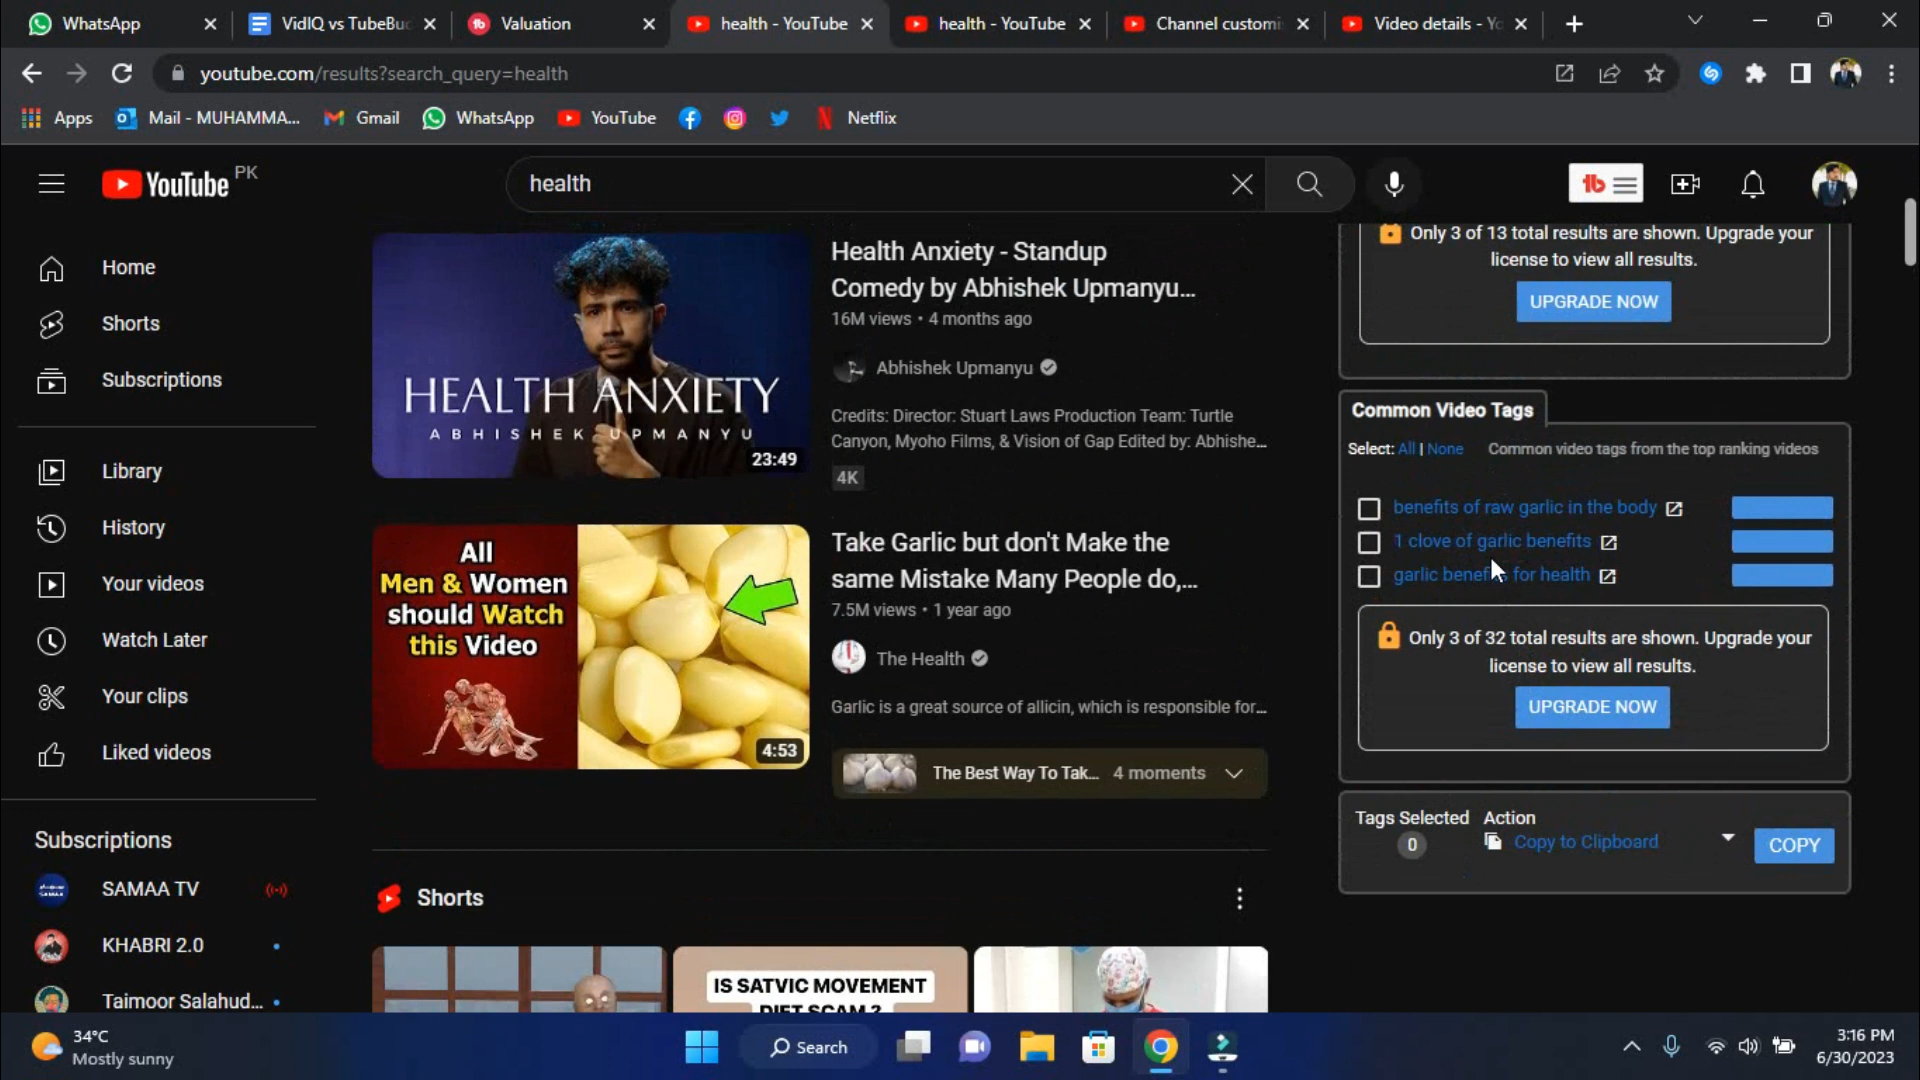 WhatsApp
VidIQ vs TubeBuc
Valuation
health - YouTube
health - YouTube
Channel customi
Video details - Yo
youtube.com/results?search_query=health
Apps
Mail - MUHAMMA...
Gmail
WhatsApp
YouTube
Netflix
YouTube PK
health
Home
Shorts
Subscriptions
Library
History
Your videos
Watch Later
Your clips
Liked videos
Subscriptions
SAMAA TV
KHABRI 2.0
Taimoor Salahud...
HEALTH ANXIETY
ABHISHEK UPMANYU
23:49
Health Anxiety - Standup
Comedy by Abhishek Upmanyu...
16M views • 4 months ago
Abhishek Upmanyu
Credits: Director: Stuart Laws Production Team: Turtle
Canyon, Myoho Films, & Vision of Gap Edited by: Abhishe...
4K
All
Men & Women
should Watch
this Video
4:53
Take Garlic but don't Make the
same Mistake Many People do,...
7.5M views • 1 year ago
The Health
Garlic is a great source of allicin, which is responsible for...
The Best Way To Tak... 4 moments
Shorts
IS SATVIC MOVEMENT
DIET SCAM ?
Only 3 of 13 total results are shown. Upgrade your
license to view all results.
UPGRADE NOW
Common Video Tags
Select: All | None Common video tags from the top ranking videos
benefits of raw garlic in the body
1 clove of garlic benefits
garlic benefits for health
Only 3 of 32 total results are shown. Upgrade your
license to view all results.
UPGRADE NOW
Tags Selected Action
0 Copy to Clipboard
COPY
34°C
Mostly sunny
Search
3:16 PM
6/30/2023